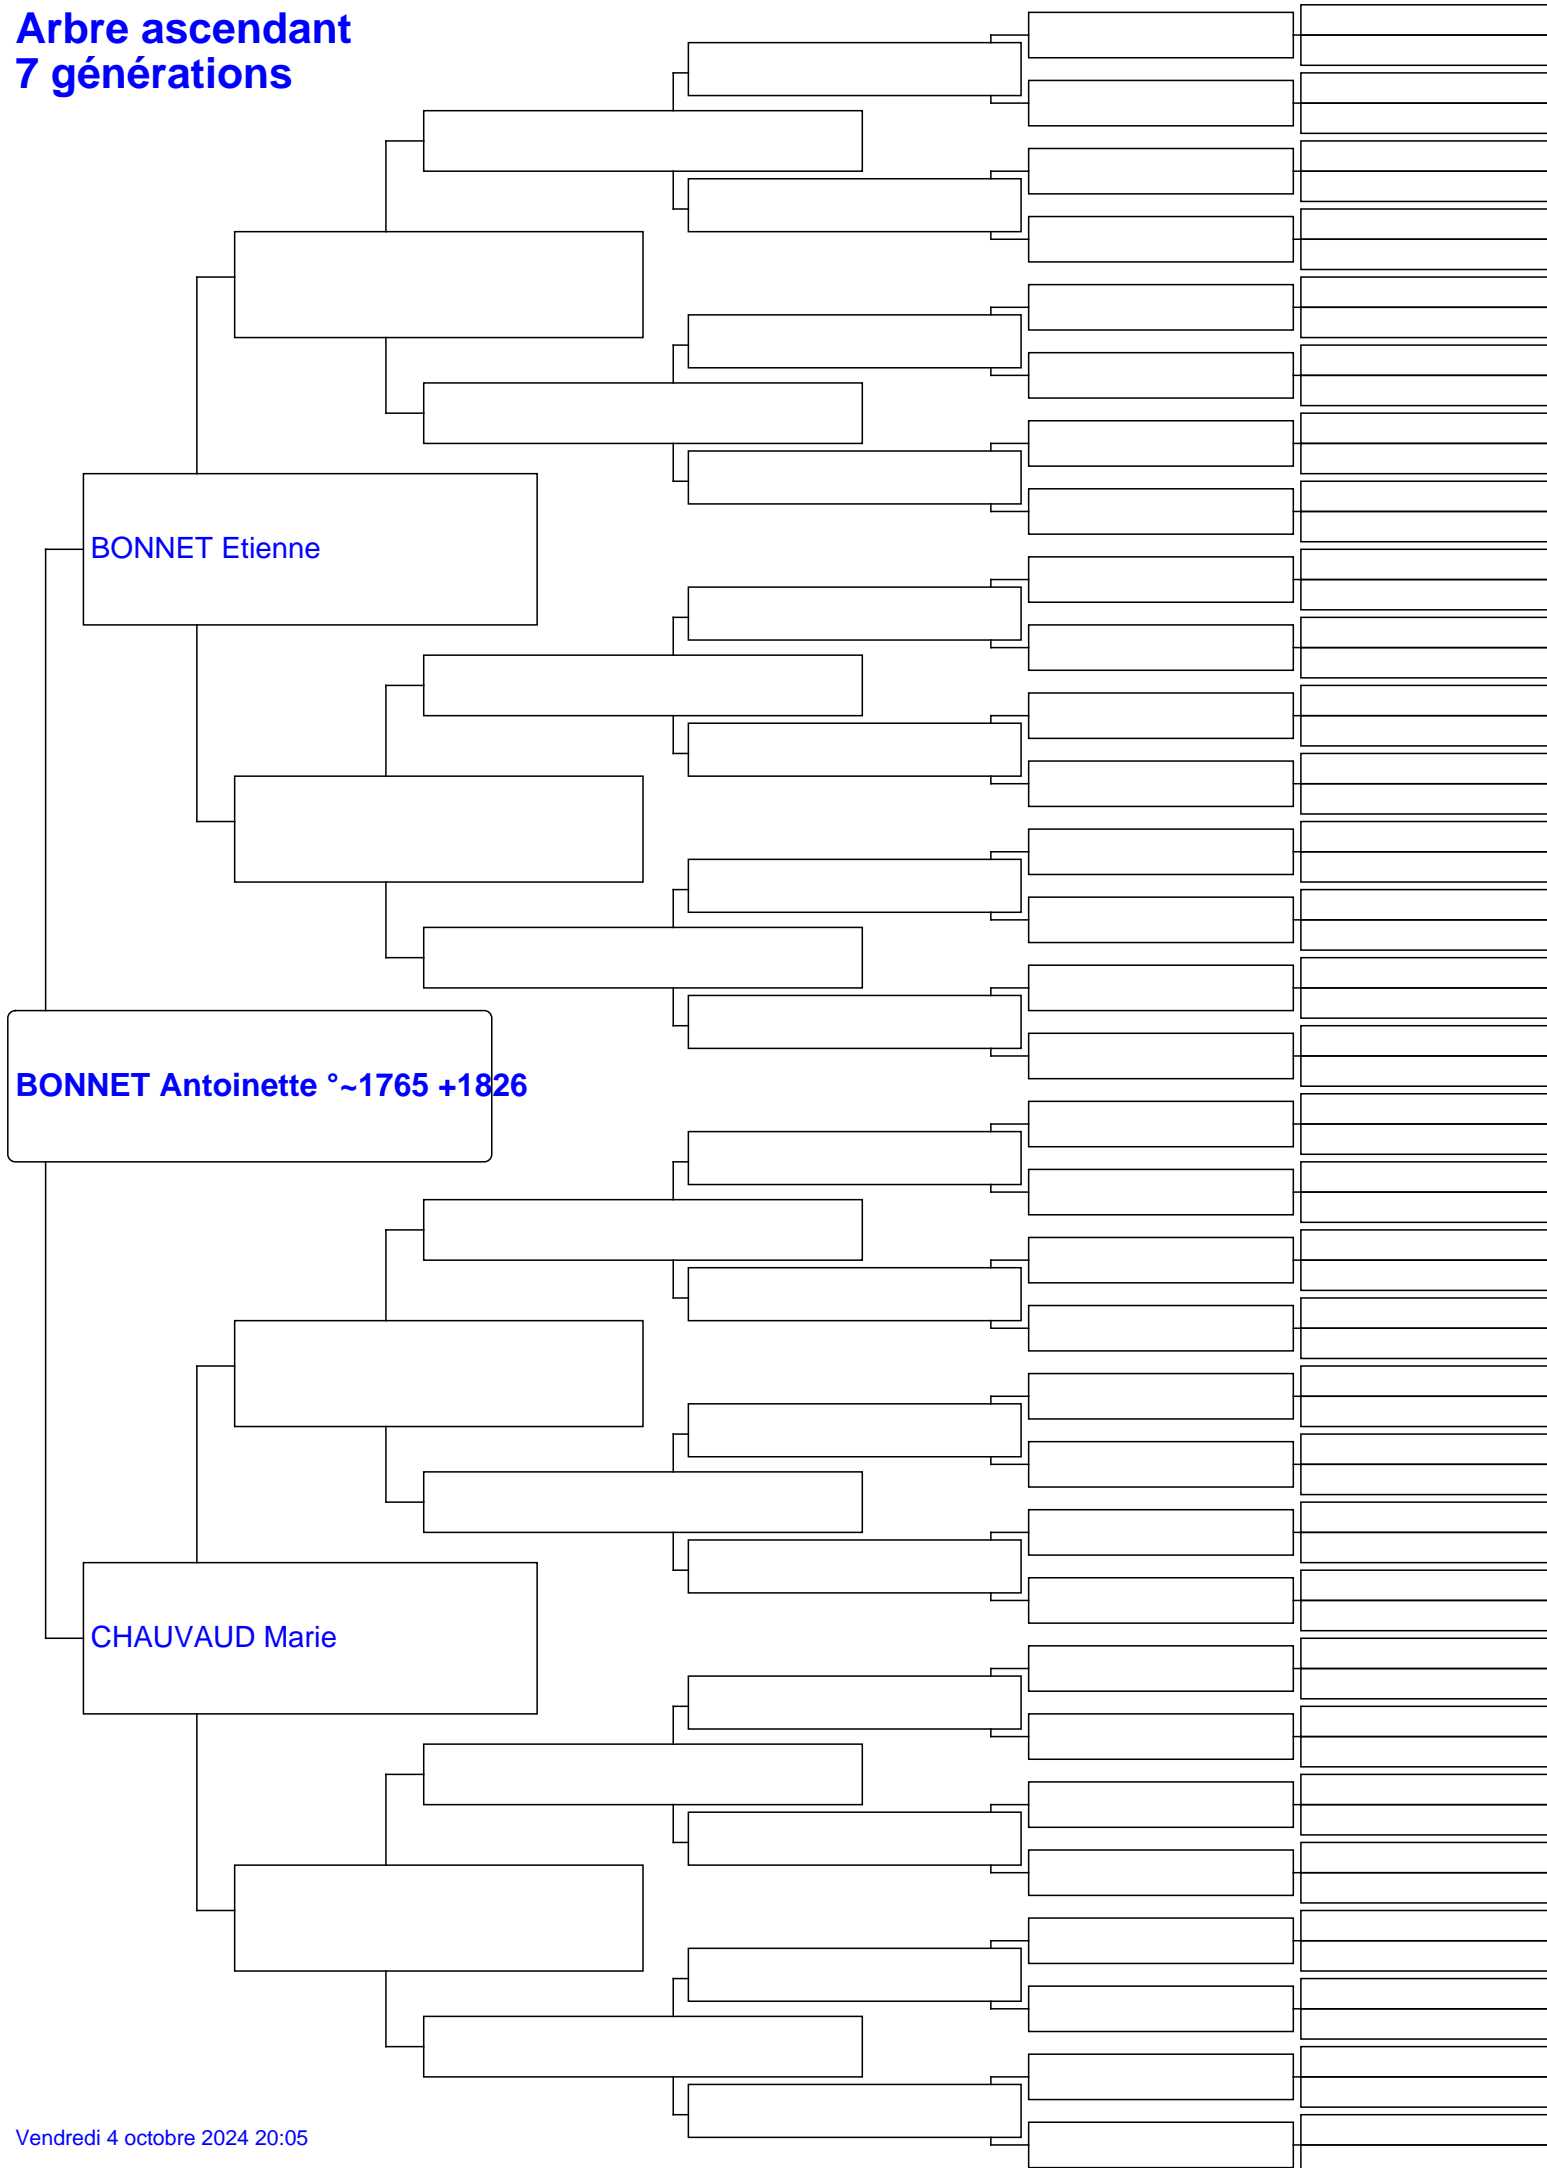 Arbre ascendant
7 générations
BONNET Etienne
BONNET Antoinette °~1765 +1826
CHAUVAUD Marie
Vendredi 4 octobre 2024 20:05